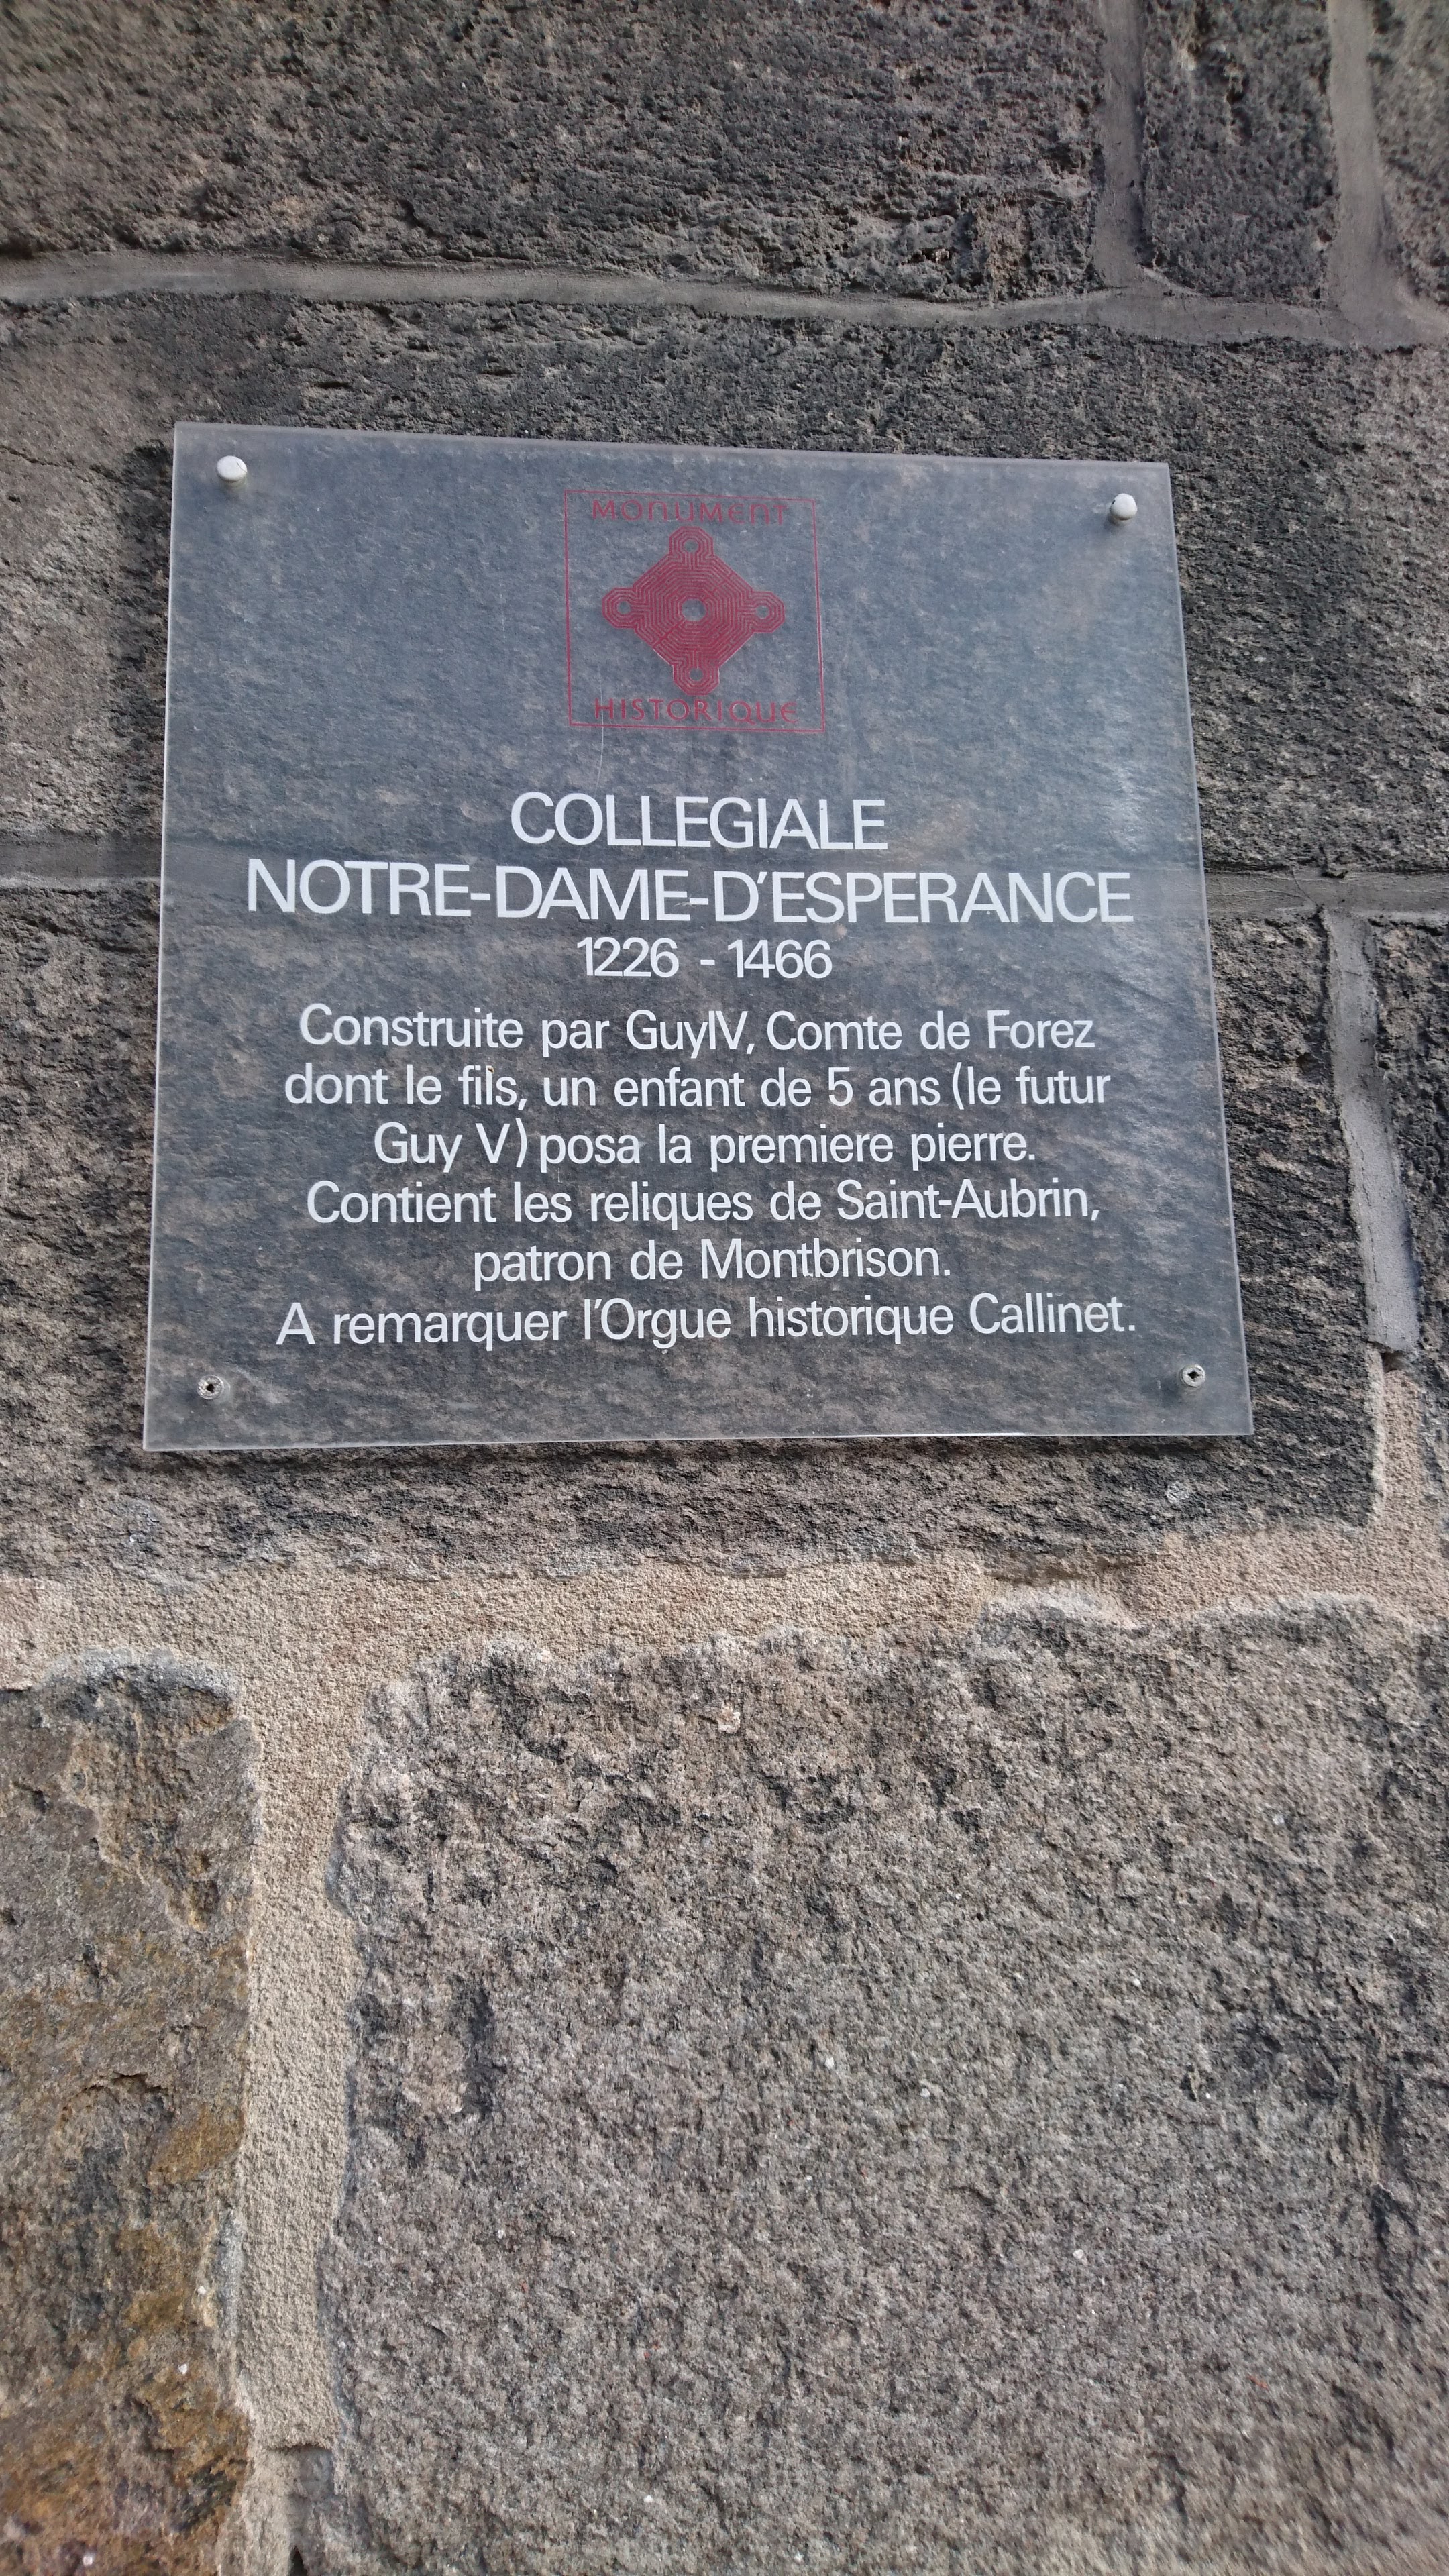 MONUMENT
HISTORIQUE
COLLEGIALE
NOTRE-DAME-D'ESPERANCE
1226 - 1466
Construite par GuyIV, Comte de Forez
dont le fils, un enfant de 5 ans (le futur
Guy V) posa la premiere pierre.
Contient les reliques de Saint-Aubrin,
patron de Montbrison.
A remarquer l'Orgue historique Callinet.